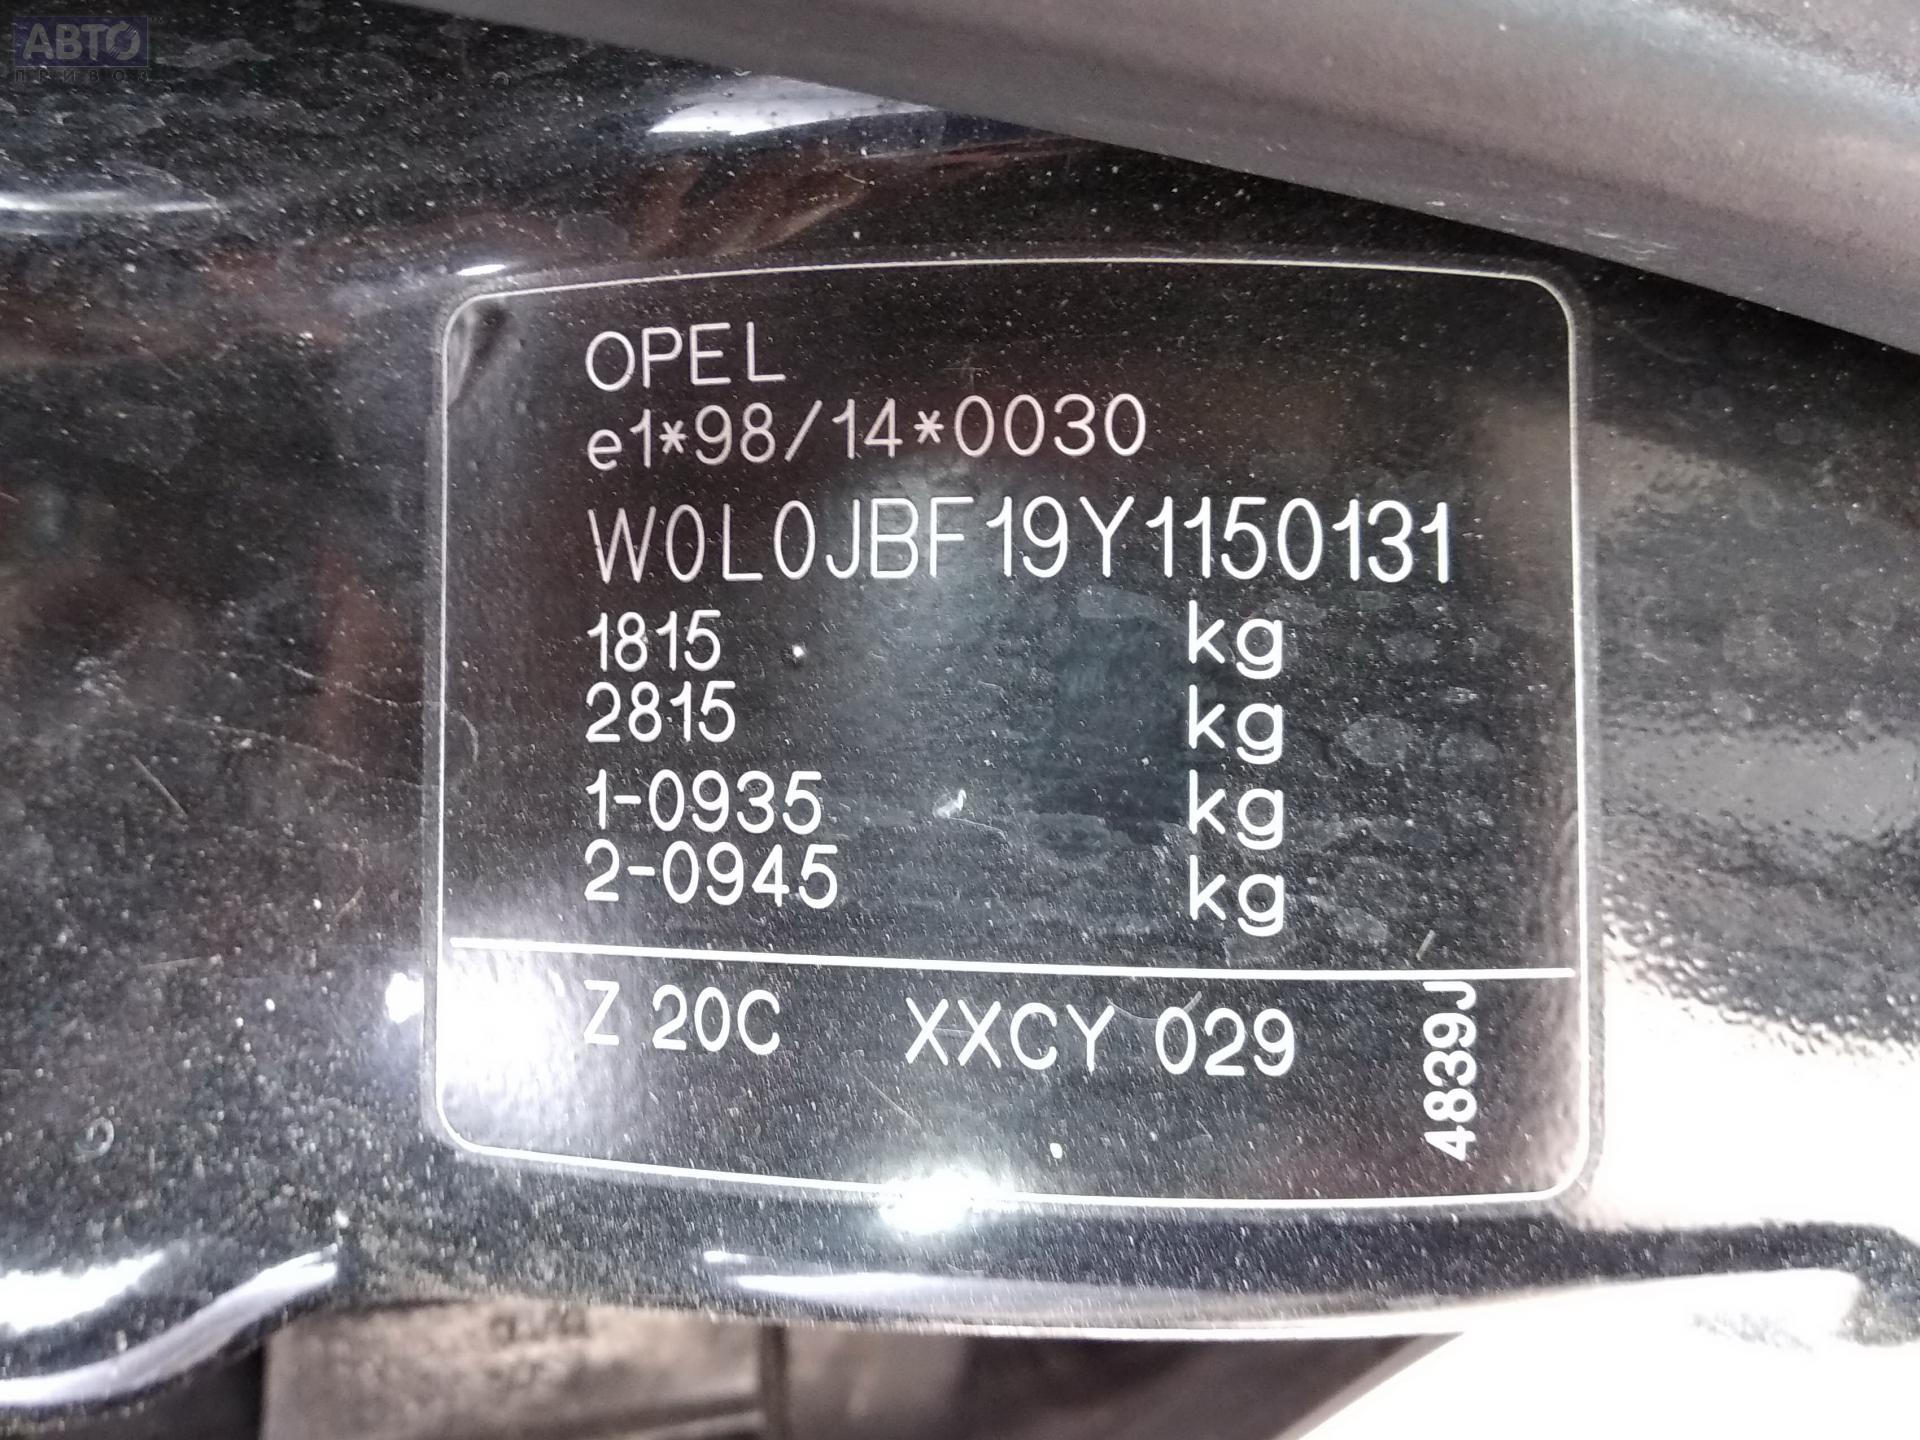 АВТО
ПРИВОЗ
OPEL
e1*98/14*0030
W0L0JBF19Y1150131
1815 kg
2815 kg
1-0935 kg
2-0945 kg
Z 20C XXCY 029
4839J